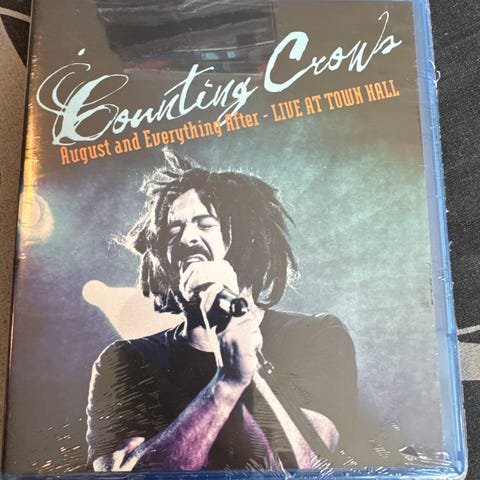 Counting Crows
August and Everything After - LIVE AT TOWN HALL